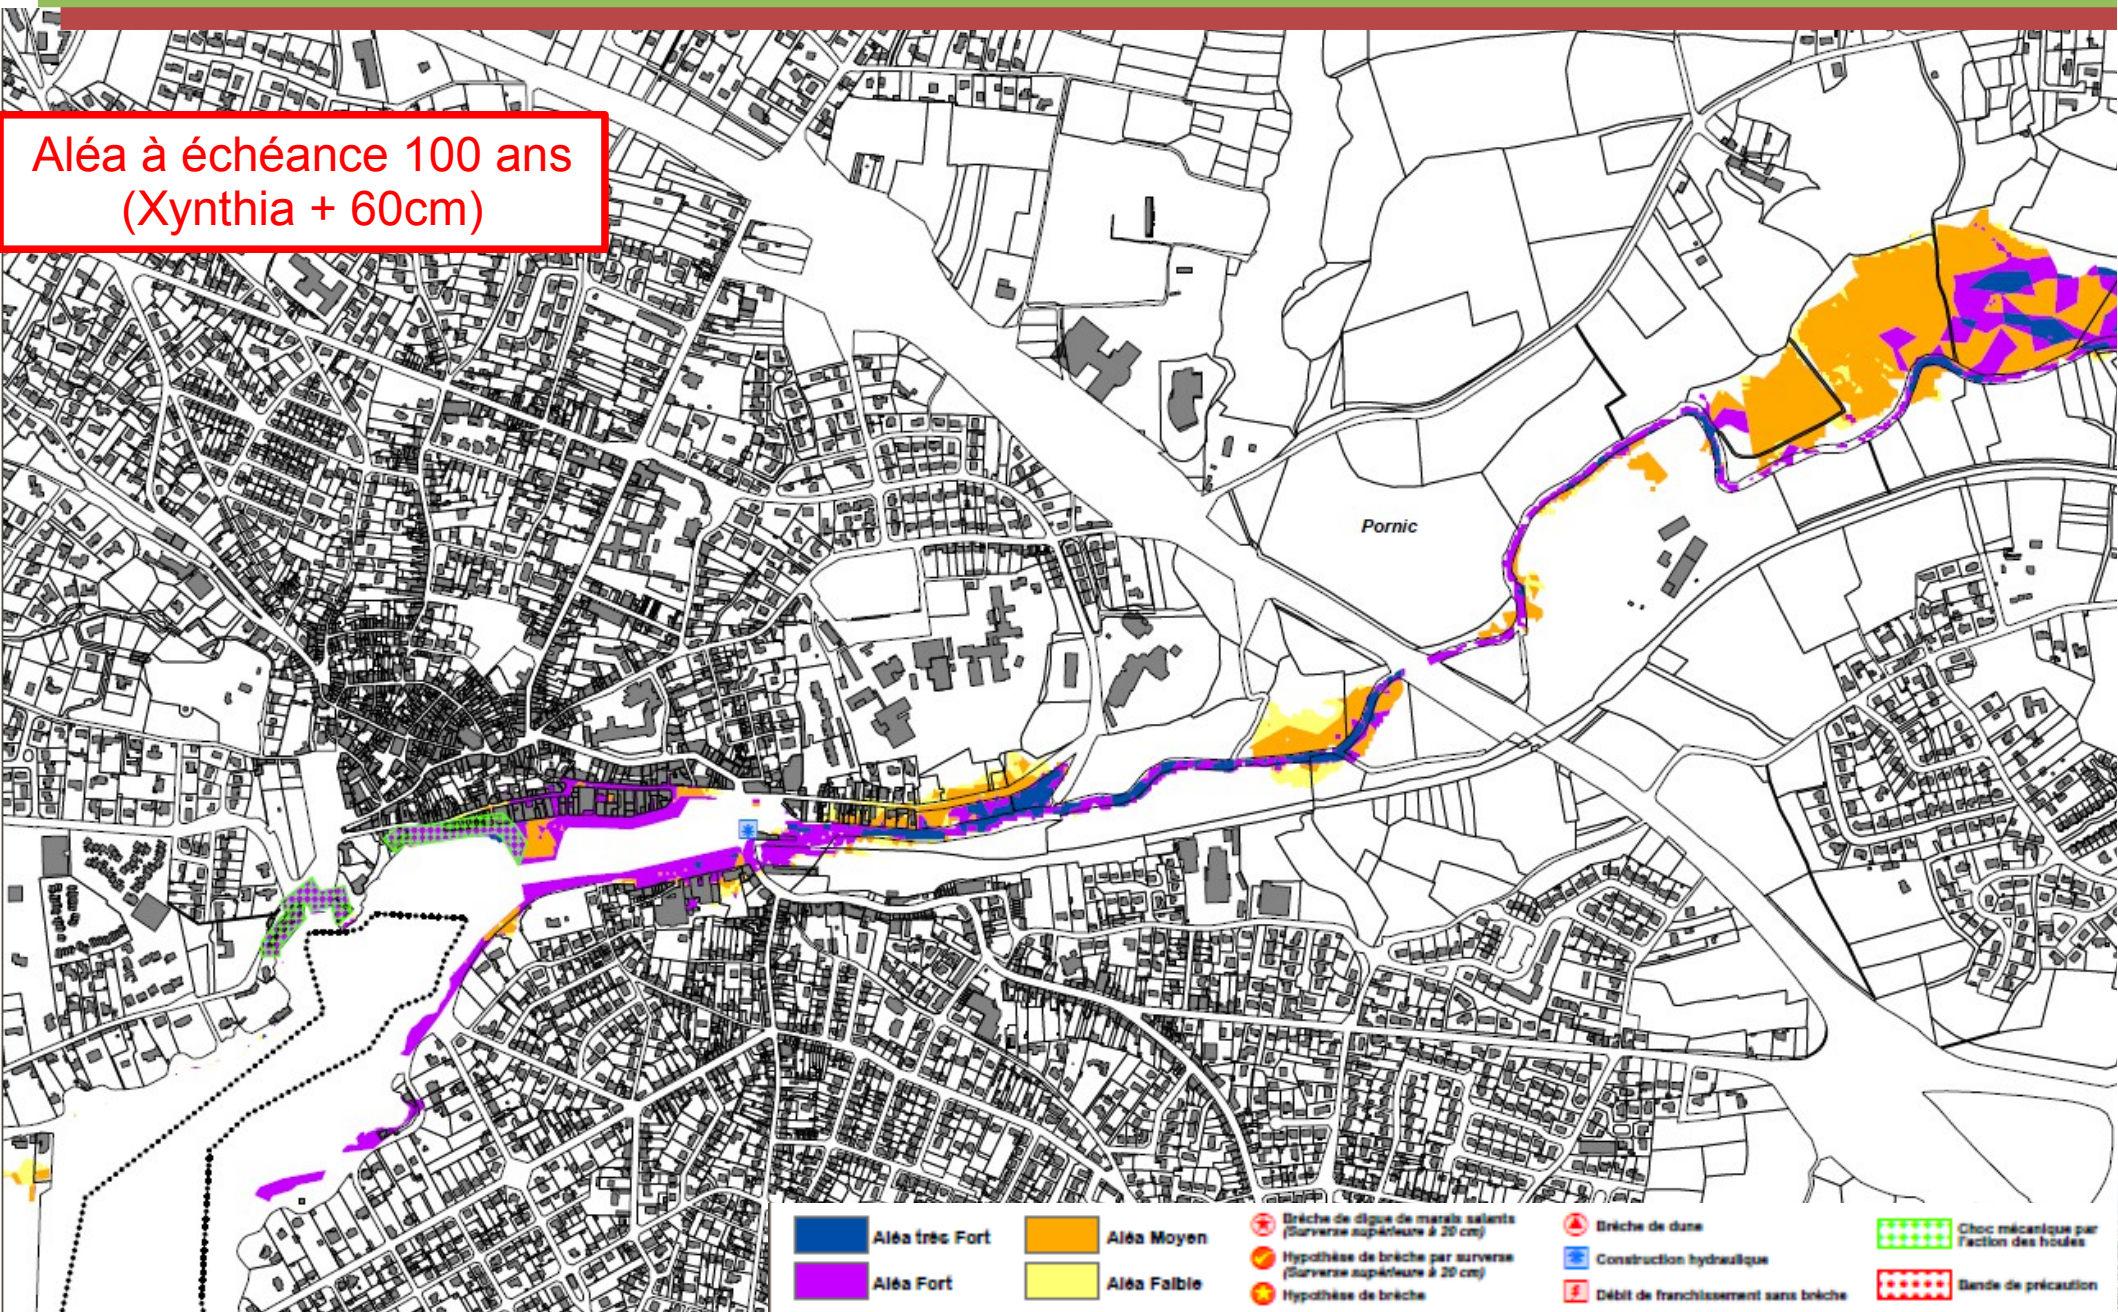 Aléa à échéance 100 ans
(Xynthia + 60cm)
Pornic
Aléa très Fort
Aléa Fort
Aléa Moyen
Aléa Faible
Brèche de digue de marais salants
(Surverse supérieure à 20 cm)
Hypothèse de brèche par surverse
(Surverse supérieure à 20 cm)
Hypothèse de brèche
Brèche de dune
Construction hydraulique
Débit de franchissement sans brèche
Choc mécanique par
l'action des houles
Bande de précaution